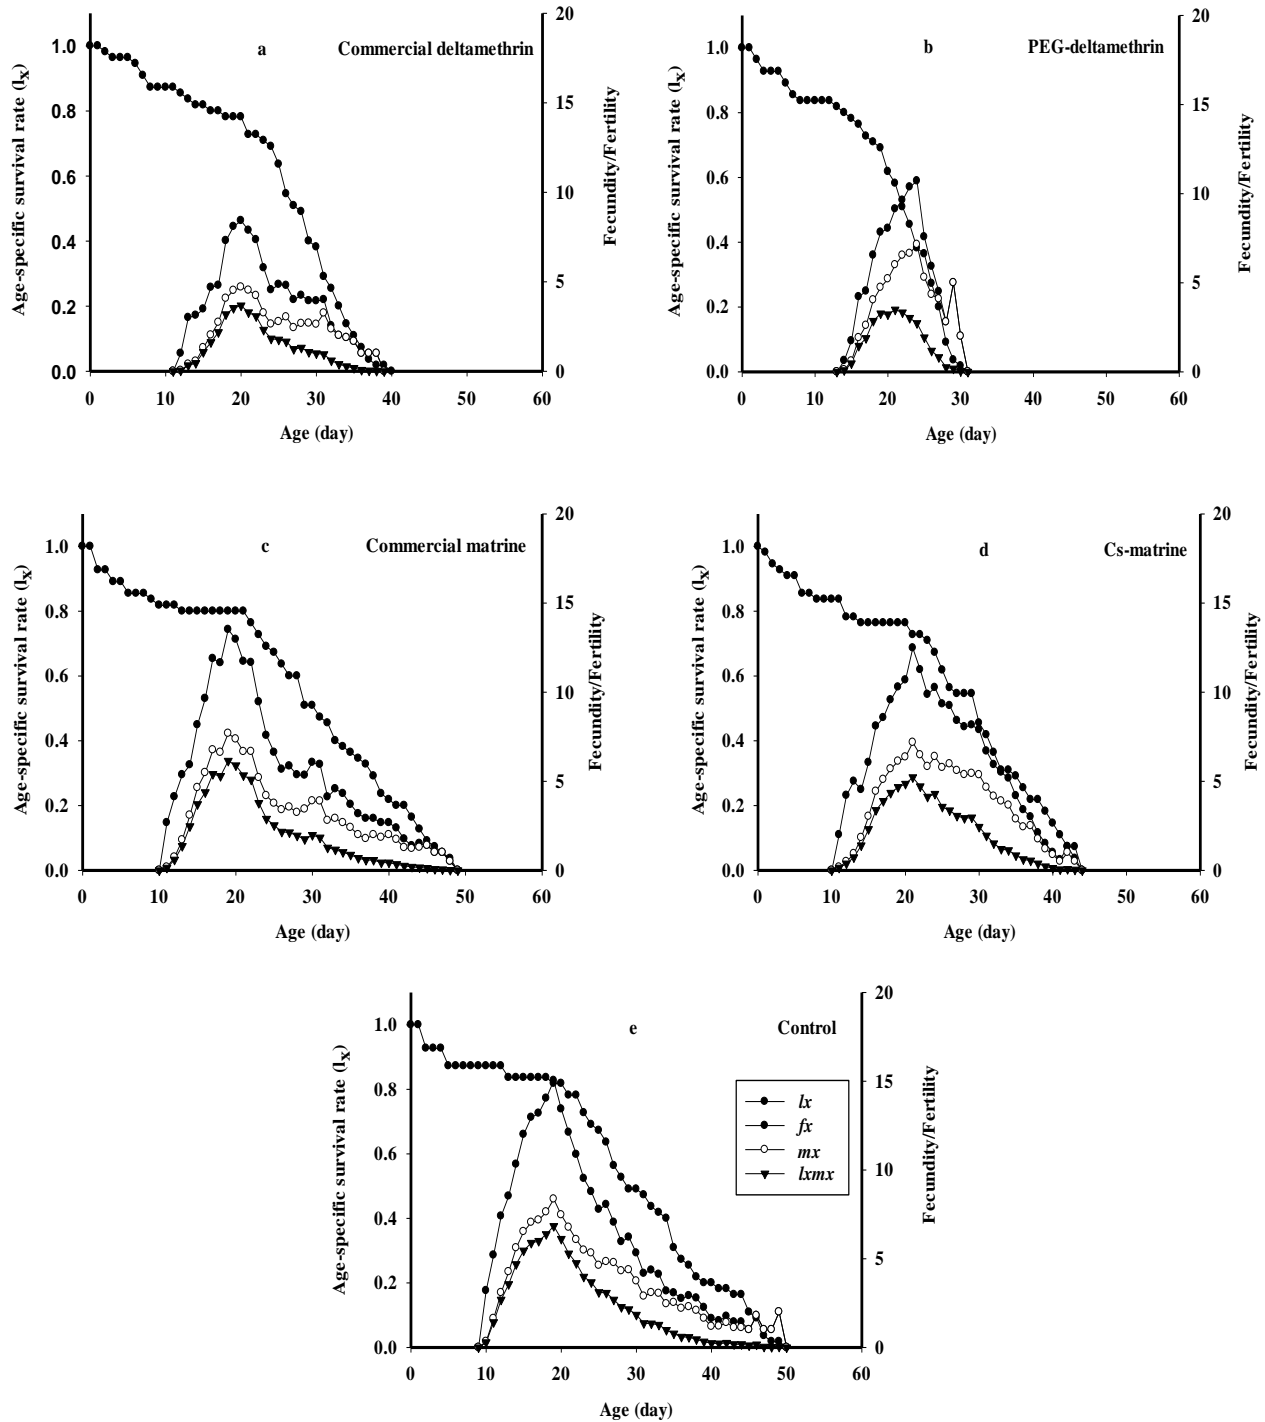 a Commercial deltamethrin
Age-specific survival rate (lx)
1.0
0.8
0.6
0.4
0.2
0.0
20
15
10
5
0
Fecundity/Fertility
0 10 20 30 40 50 60
Age (day)
b PEG-deltamethrin
Age-specific survival rate (lx)
1.0
0.8
0.6
0.4
0.2
0.0
20
15
10
5
0
Fecundity/Fertility
0 10 20 30 40 50 60
Age (day)
c Commercial matrine
Age-specific survival rate (lx)
1.0
0.8
0.6
0.4
0.2
0.0
20
15
10
5
0
Fecundity/Fertility
0 10 20 30 40 50 60
Age (day)
d Cs-matrine
Age-specific survival rate (lx)
1.0
0.8
0.6
0.4
0.2
0.0
20
15
10
5
0
Fecundity/Fertility
0 10 20 30 40 50 60
Age (day)
e Control
Age-specific survival rate (lx)
1.0
0.8
0.6
0.4
0.2
0.0
20
15
10
5
0
Fecundity/Fertility
lx
fx
mx
lxmx
0 10 20 30 40 50 60
Age (day)